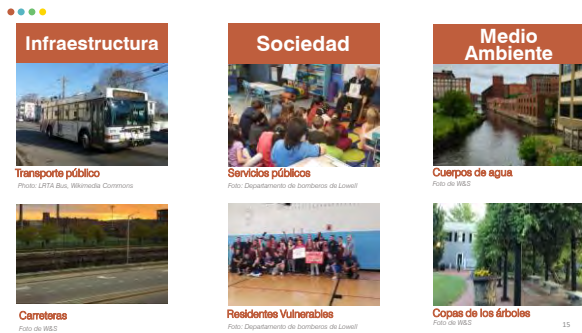 Infraestructura
Transporte público
Photo: LRTA Bus, Wikimedia Commons
Carreteras
Foto de W&S
Sociedad
Servicios públicos
Foto: Departamento de bomberos de Lowell
Residentes Vulnerables
Foto: Departamento de bomberos de Lowell
Medio
Ambiente
Cuerpos de agua
Foto de W&S
Copas de los árboles
Foto de W&S
15